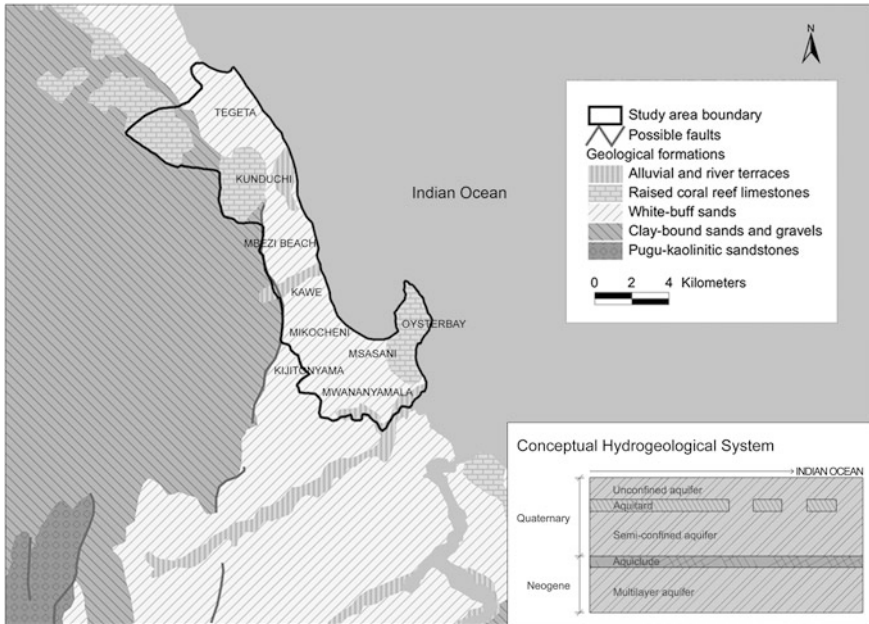 N
TEGETA
KUNDUCHI
MBEZI BEACH
KAWE
MIKOCHENI
OYSTERBAY
MSASANI
KIJITONYAMA
MWANANYAMALA
Indian Ocean
Study area boundary
Possible faults
Geological formations
Alluvial and river terraces
Raised coral reef limestones
White-buff sands
Clay-bound sands and gravels
Pugu-kaolinitic sandstones
0 2 4 Kilometers
Conceptual Hydrogeological System
INDIAN OCEAN
Quaternary
Unconfined aquifer
Aquitard
Semi-confined aquifer
Aquiclude
Neogene
Multilayer aquifer